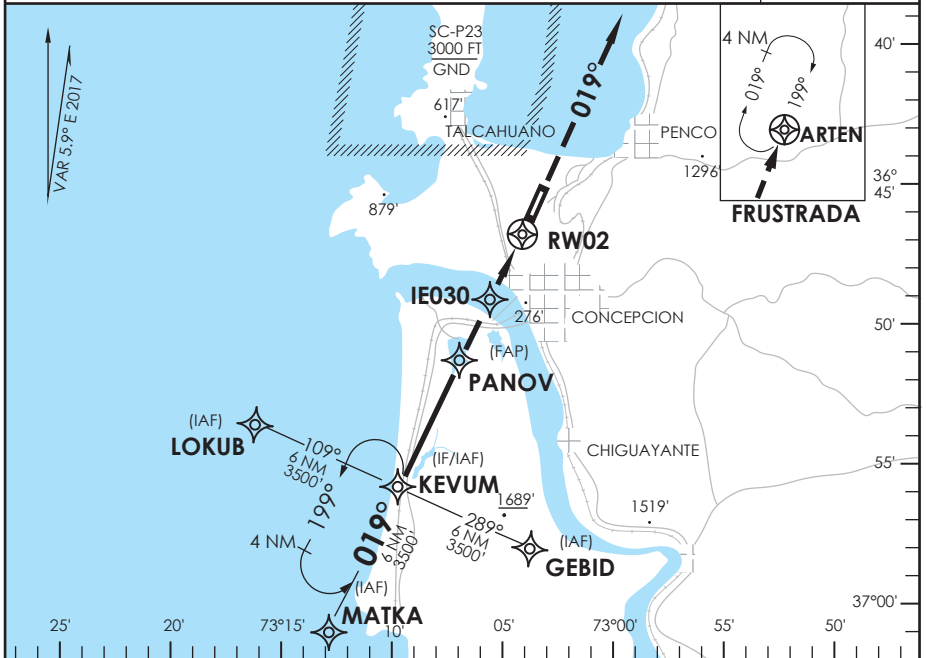 SC-P23
3000 FT
GND
617'
TALCAHUANO
019°
PENCO
1296'
40'
36°
45'
4 NM
019°
199°
ARTEN
FRUSTRADA
VAR 5.9° E 2017
879'
RW02
IE030
276'
CONCEPCION
50'
(FAP)
PANOV
(IAF)
LOKUB
109°
6 NM
3500'
CHIGUAYANTE
(IF/IAF)
KEVUM
55'
199°
4 NM
019°
6 NM
3500'
1689'
289°
6 NM
3500'
1519'
(IAF)
GEBID
(IAF)
MATKA
37°00'
25'
20'
73°15'
10'
05'
73°00'
55'
50'